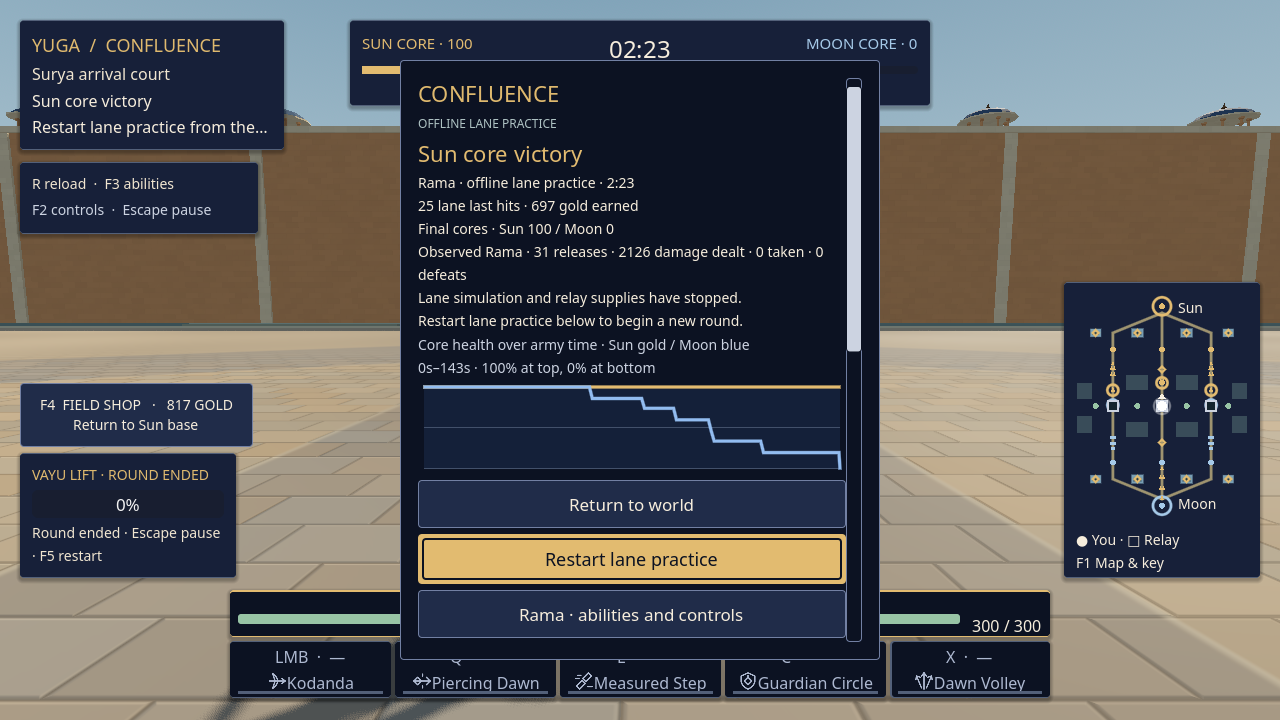 YUGA / CONFLUENCE
Surya arrival court
Sun core victory
Restart lane practice from the...
R reload · F3 abilities
F2 controls · Escape pause
SUN CORE · 100
02:23
MOON CORE · 0
CONFLUENCE
OFFLINE LANE PRACTICE
Sun core victory
Rama · offline lane practice · 2:23
25 lane last hits · 697 gold earned
Final cores · Sun 100 / Moon 0
Observed Rama · 31 releases · 2126 damage dealt · 0 taken · 0
defeats
Lane simulation and relay supplies have stopped.
Restart lane practice below to begin a new round.
Core health over army time · Sun gold / Moon blue
0s–143s · 100% at top, 0% at bottom
Return to world
Restart lane practice
Rama · abilities and controls
F4 FIELD SHOP · 817 GOLD
Return to Sun base
VAYU LIFT · ROUND ENDED
0%
Round ended · Escape pause
· F5 restart
Sun
Moon
● You · □ Relay
F1 Map & key
300 / 300
LMB · —
Kodanda
Piercing Dawn
Measured Step
Guardian Circle
X · —
Dawn Volley